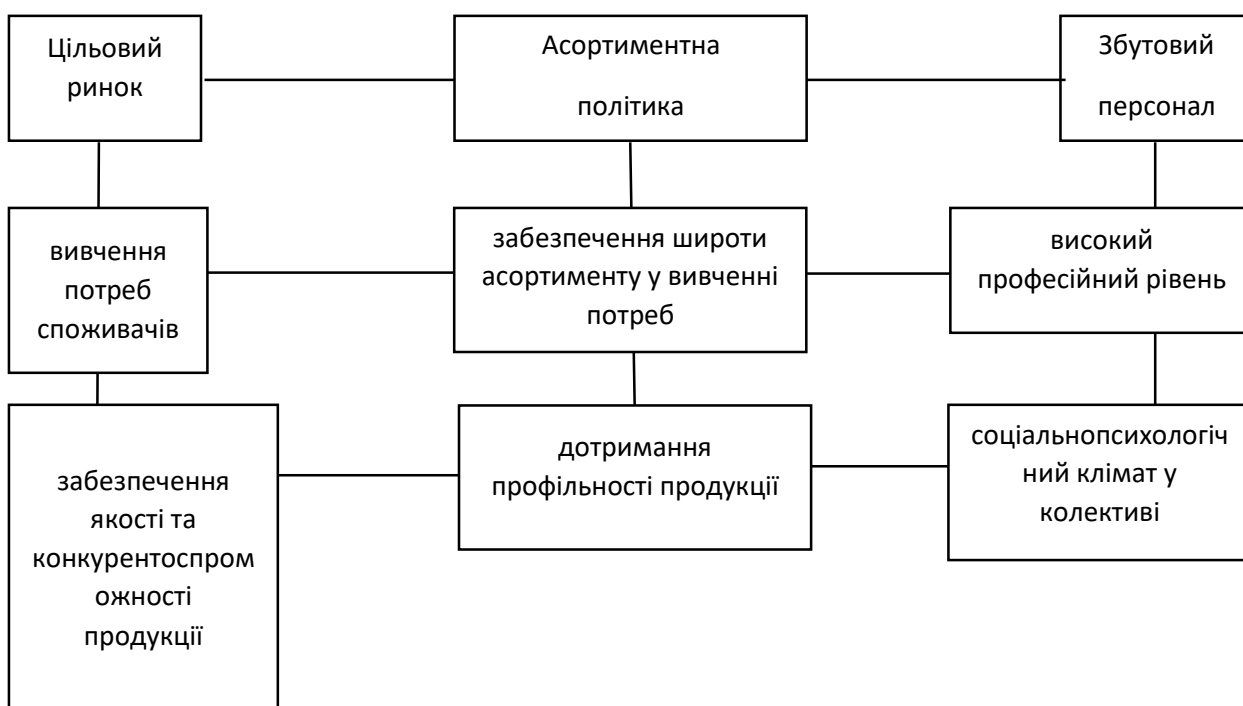 Цільовий
ринок
Асортиментна
політика
Збутовий
персонал
вивчення
потреб
споживачів
забезпечення широти
асортименту у вивченні
потреб
високий
професійний рівень
забезпечення
якості та
конкурентоспром
ожності
продукції
дотримання
профільності продукції
соціальнопсихологіч
ний клімат у
колективі